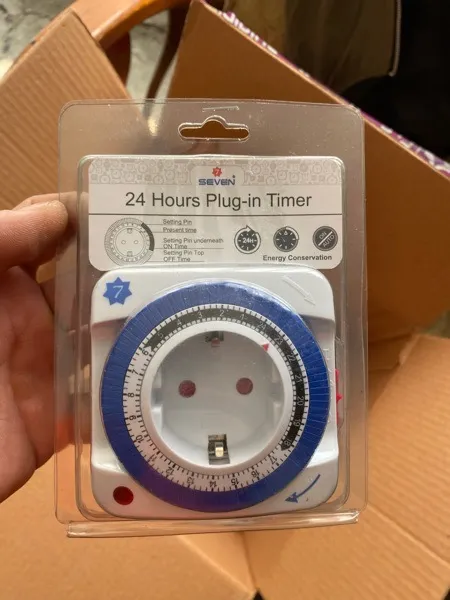 SEVEN
24 Hours Plug-in Timer
Setting Pin
Present time
Setting Pin underneath
ON Time
Setting Pin Top
OFF Time
24H
Energy Conservation
7